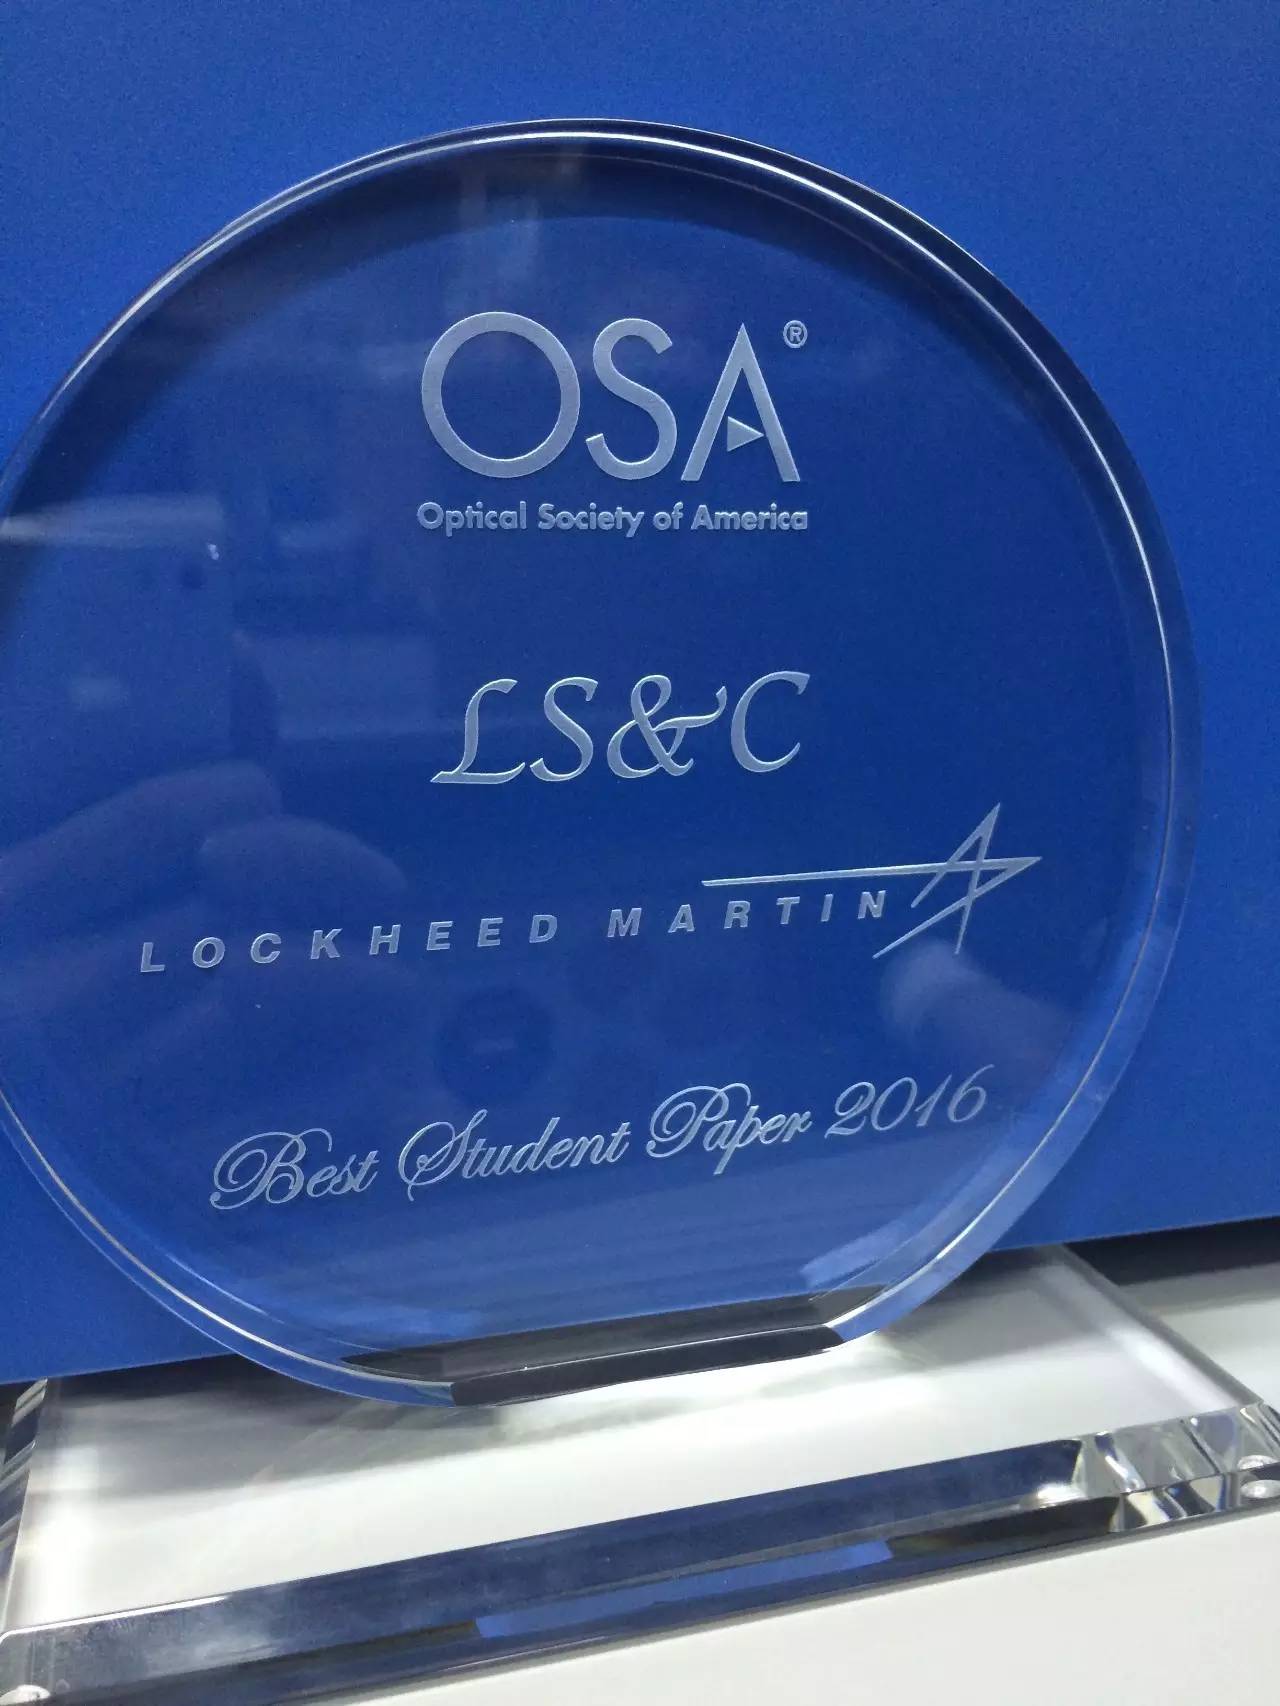 OSA®
Optical Society of America
LS&C
LOCKHEED MARTIN
Best Student Paper 2016